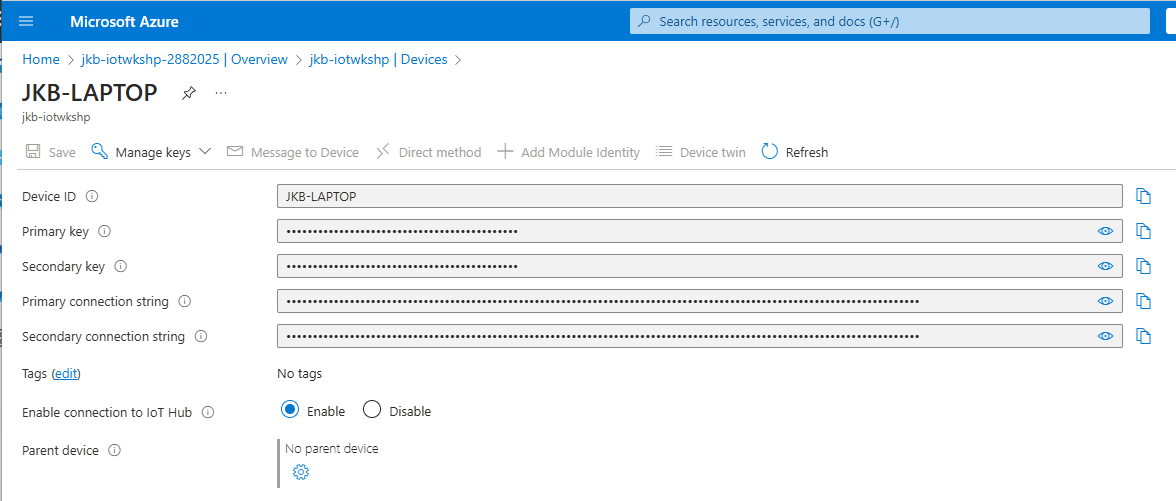 Microsoft Azure
Search resources, services, and docs (G+/)
Home > jkb-iotwkshp-2882025 | Overview > jkb-iotwkshp | Devices >
JKB-LAPTOP
...
jkb-iotwkshp
Save Manage keys Message to Device Direct method Add Module Identity Device twin Refresh
Device ID JKB-LAPTOP
Primary key
Secondary key
Primary connection string
Secondary connection string
Tags (edit) No tags
Enable connection to IoT Hub Enable Disable
Parent device No parent device